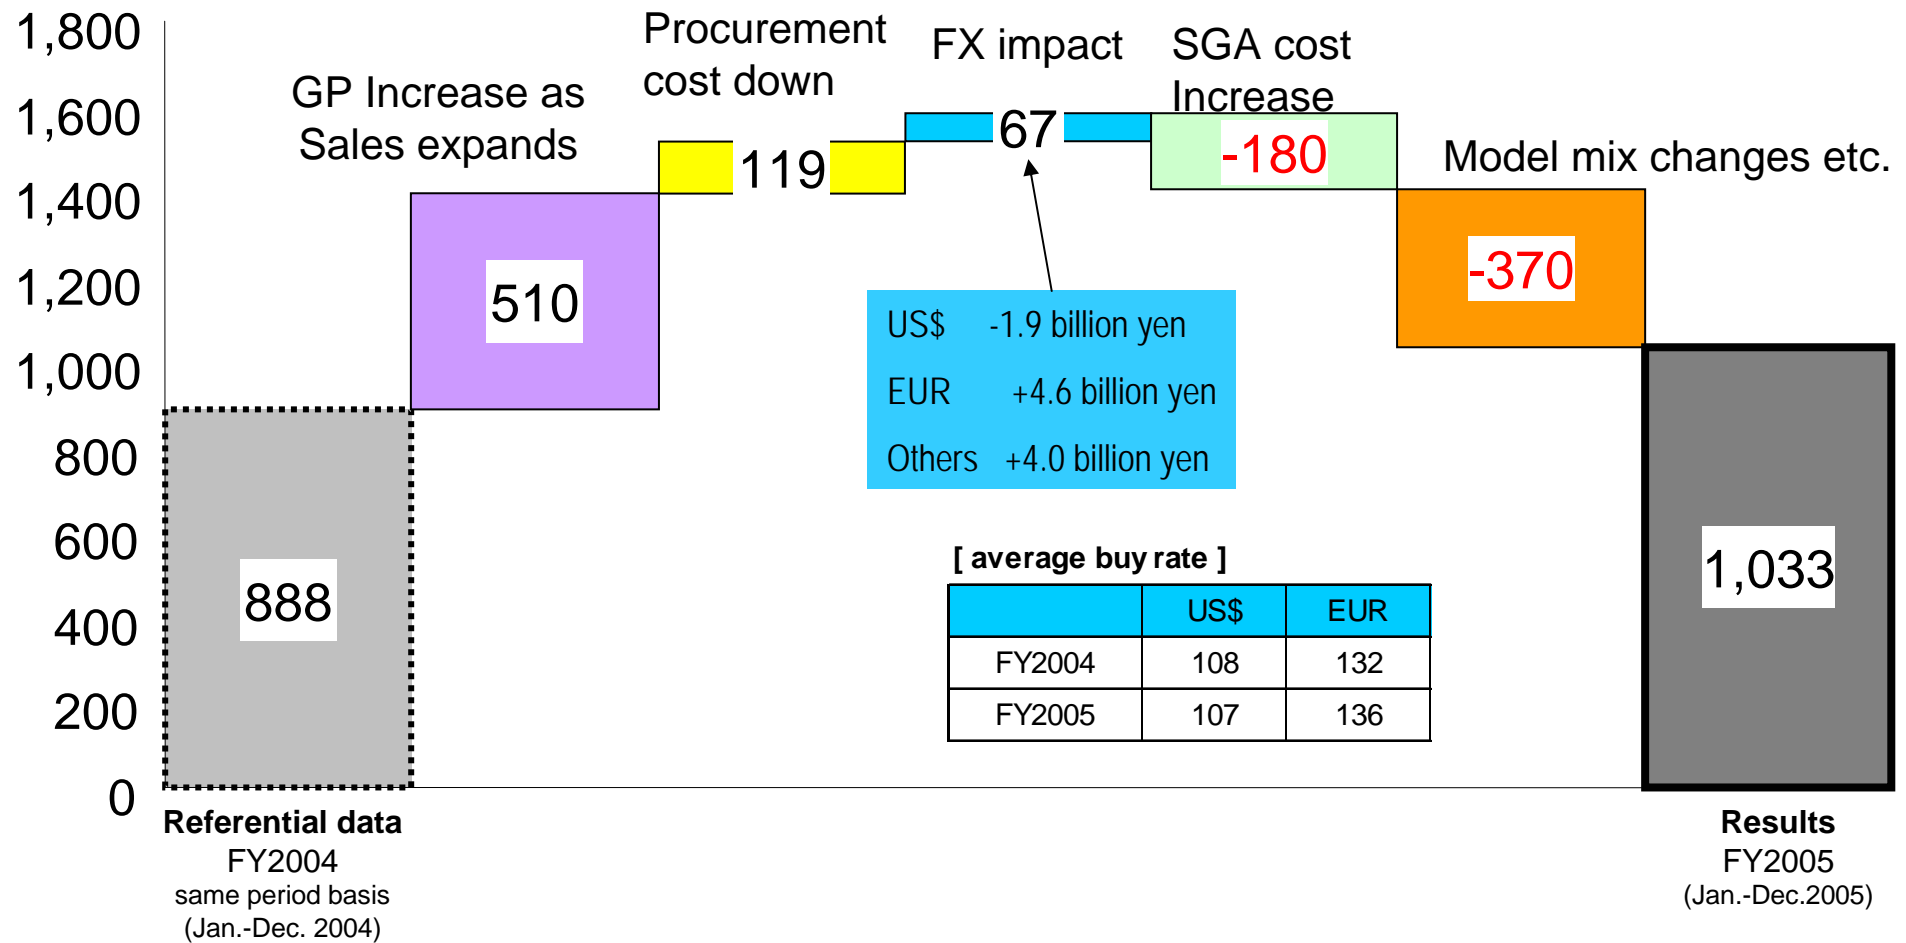 1,800
1,600
1,400
1,200
1,000
800
600
400
200
0
GP Increase as
Sales expands
Procurement
cost down
FX impact
SGA cost
Increase
Model mix changes etc.
888
510
119
67
-180
-370
1,033
US$ -1.9 billion yen
EUR +4.6 billion yen
Others +4.0 billion yen
[ average buy rate ]
US$ EUR
FY2004 108 132
FY2005 107 136
Referential data
FY2004
same period basis
(Jan.-Dec. 2004)
Results
FY2005
(Jan.-Dec.2005)